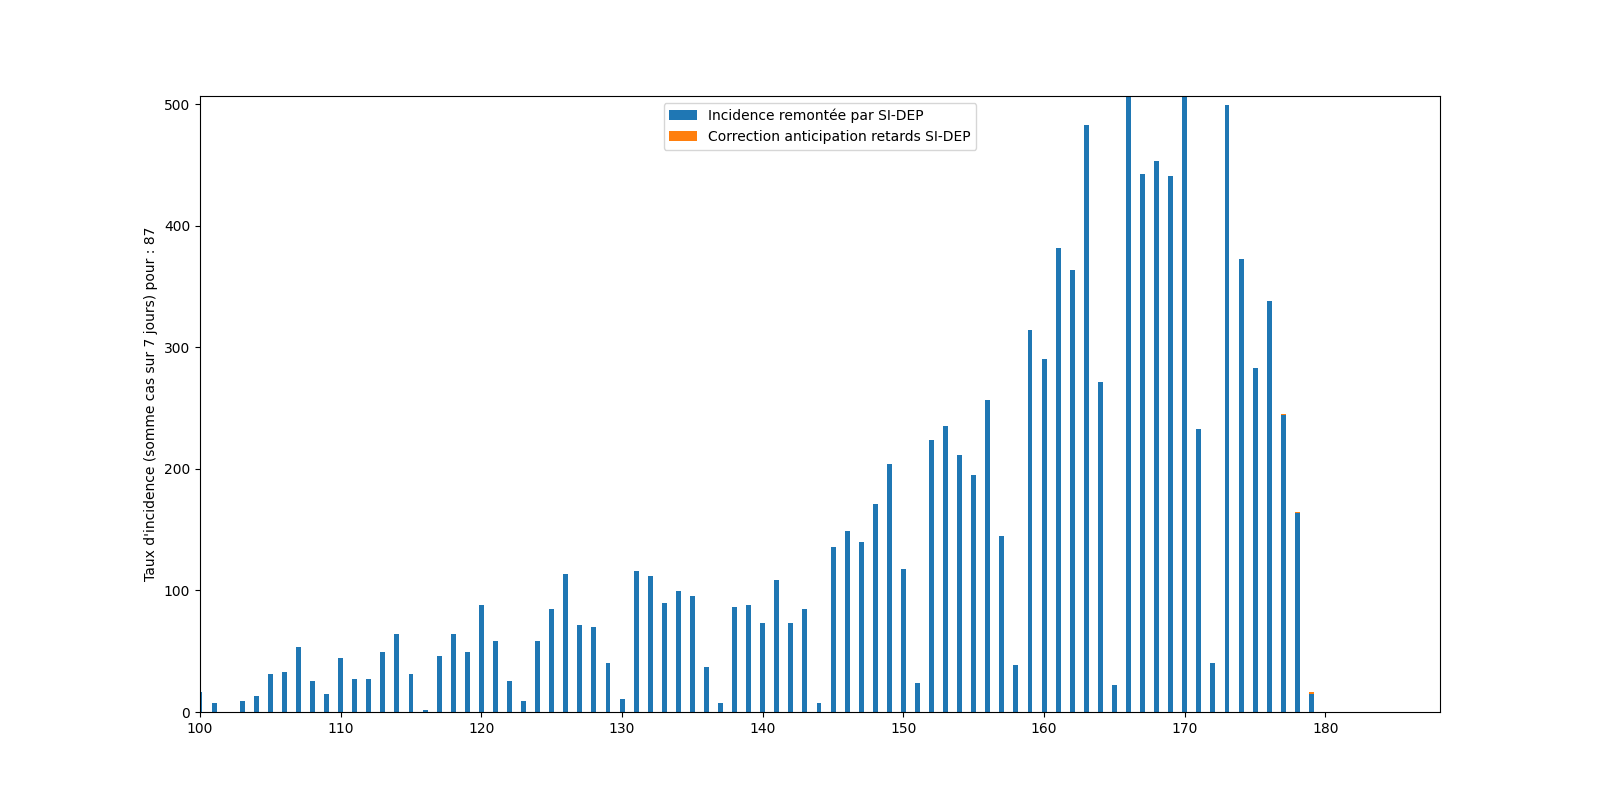 Incidence remontée par SI-DEP
Correction anticipation retards SI-DEP
Taux d'incidence (somme cas sur 7 jours) pour : 87
500
400
300
200
100
0
100 110 120 130 140 150 160 170 180